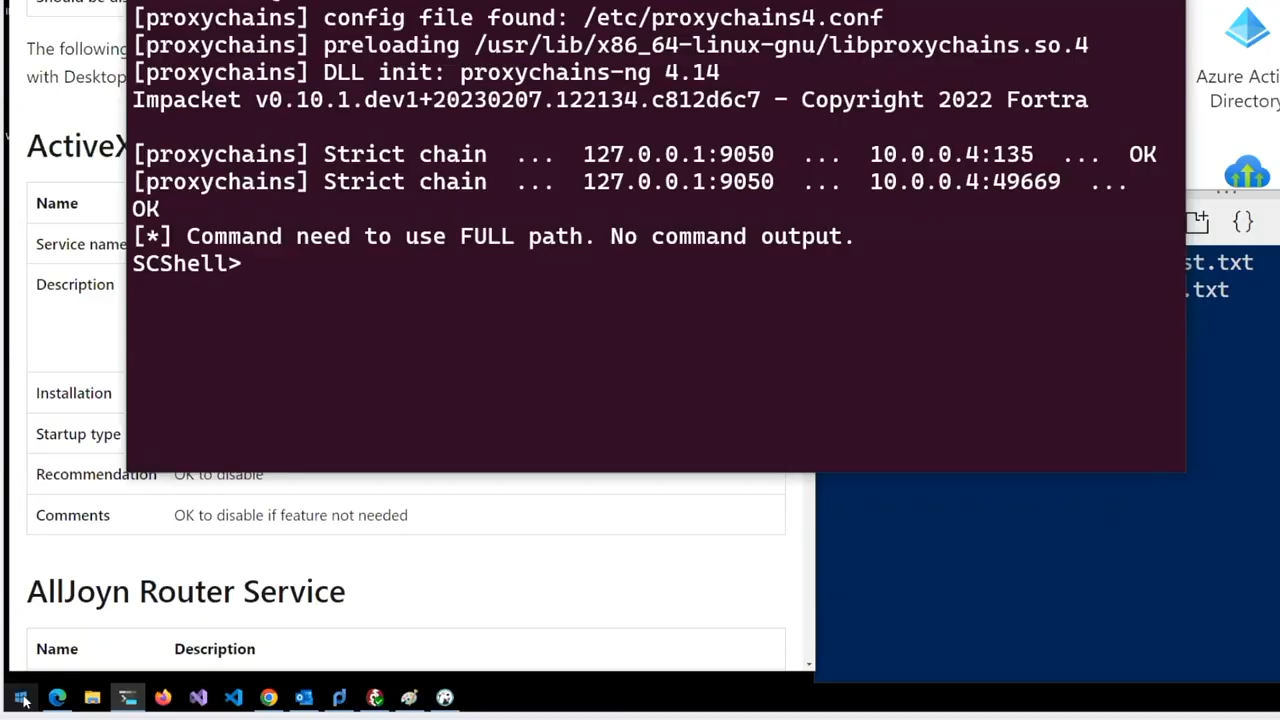 [proxychains] config file found: /etc/proxychains4.conf
[proxychains] preloading /usr/lib/x86_64-linux-gnu/libproxychains.so.4
[proxychains] DLL init: proxychains-ng 4.14
Impacket v0.10.1.dev1+20230207.122134.c812d6c7 - Copyright 2022 Fortra
[proxychains] Strict chain  ...  127.0.0.1:9050  ...  10.0.0.4:135  ...  OK
[proxychains] Strict chain  ...  127.0.0.1:9050  ...  10.0.0.4:49669  ...
OK
[*] Command need to use FULL path. No command output.
SCShell>
The following
with Desktop
ActiveX
Name
Service name
Description
Installation
Startup type
Recommendation OK to disable
Comments OK to disable if feature not needed
AllJoyn Router Service
Name Description
Azure Acti
Directory
{}
st.txt
.txt